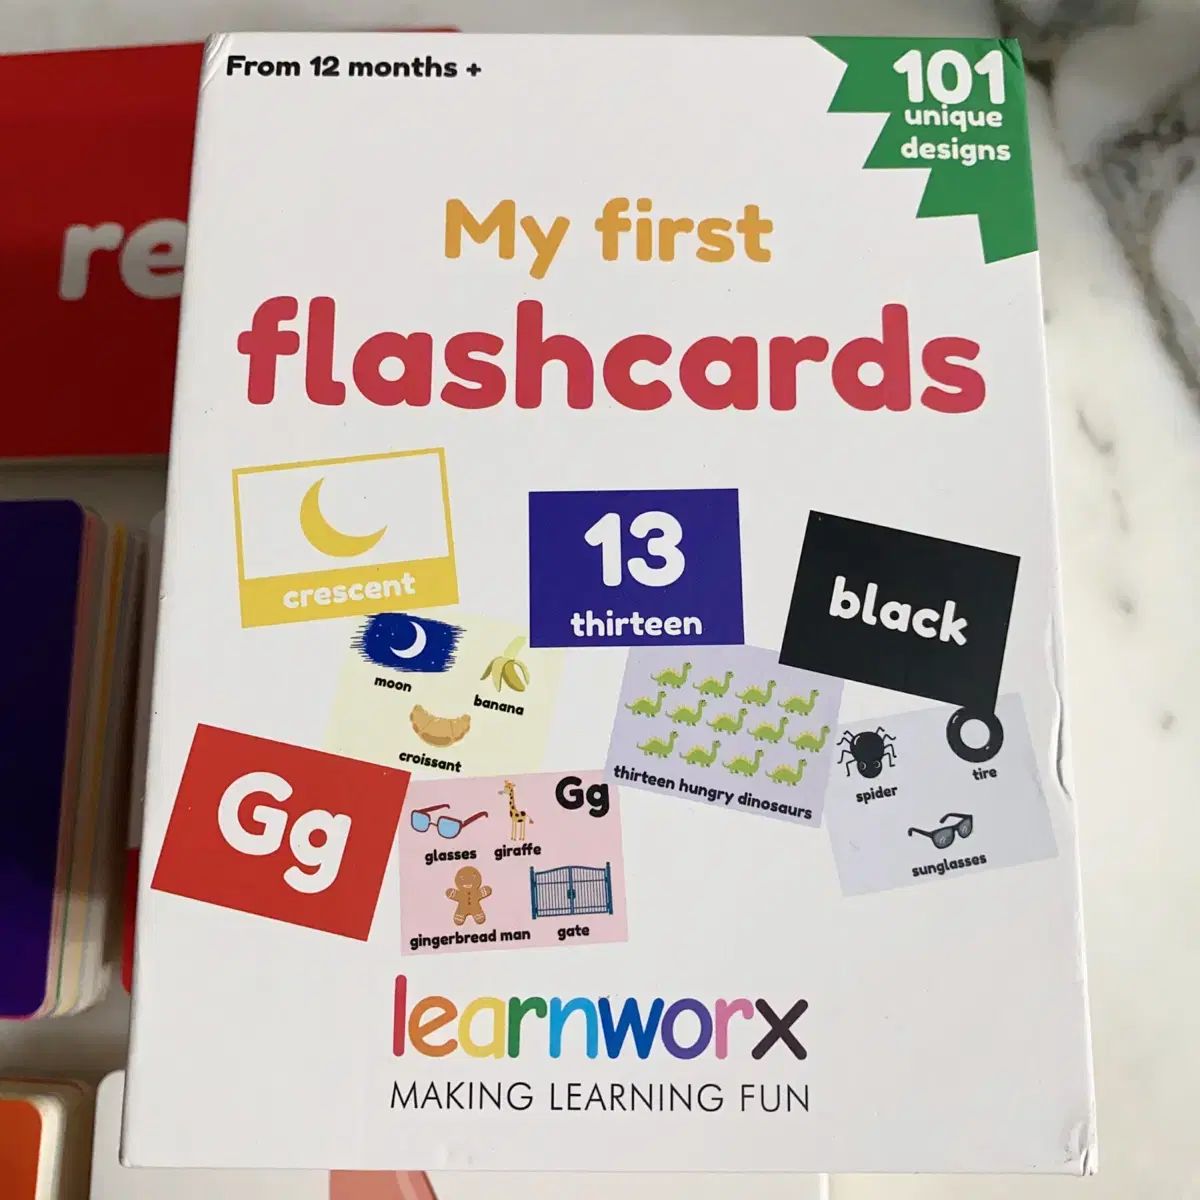 From 12 months +
101
unique
designs
re
My first
flashcards
crescent
13
thirteen
black
moon
banana
croissant
thirteen hungry dinosaurs
spider
tire
sunglasses
Gg
Gg
glasses
giraffe
gingerbread man
gate
learnworx
MAKING LEARNING FUN